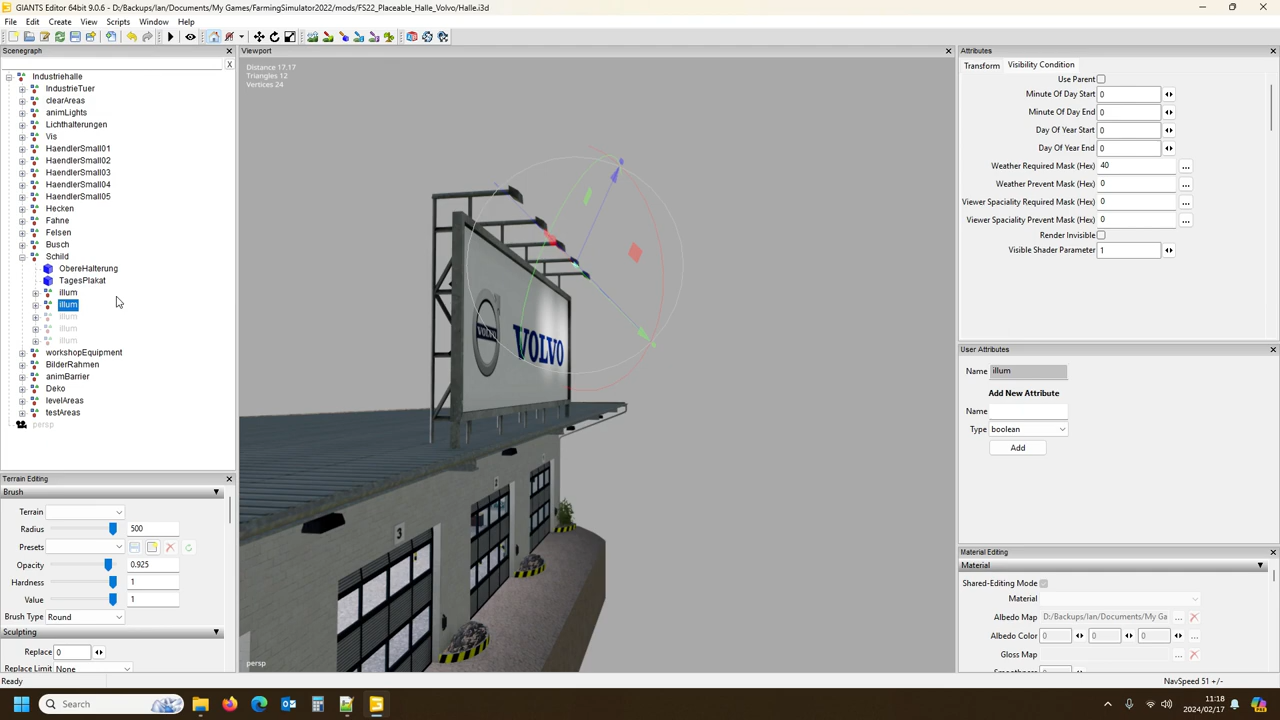 GIANTS Editor 64bit 9.0.6 - D:/Backups/Ian/Documents/My Games/FarmingSimulator2022/mods/FS22_Placeable_Halle_Volvo/Halle.i3d
File Edit Create View Scripts Window Help
Scenegraph
X
Industriehalle
IndustrieTuer
clearAreas
animLights
Lichthalterungen
Vis
HaendlerSmall01
HaendlerSmall02
HaendlerSmall03
HaendlerSmall04
HaendlerSmall05
Hecken
Fahne
Felsen
Busch
Schild
ObereHalterung
TagesPlakat
illum
illum
illum
illum
illum
workshopEquipment
BilderRahmen
animBarrier
Deko
levelAreas
testAreas
persp
Terrain Editing
Brush
Terrain
Radius 500
Presets
Opacity 0.925
Hardness 1
Value 1
Brush Type Round
Sculpting
Replace 0
Replace Limit None
Viewport
Distance 17.17
Triangles 12
Vertices 24
VOLVO
VOLVO
3
2
persp
Attributes
Transform Visibility Condition
Use Parent
Minute Of Day Start 0
Minute Of Day End 0
Day Of Year Start 0
Day Of Year End 0
Weather Required Mask (Hex) 40 ...
Weather Prevent Mask (Hex) 0 ...
Viewer Spaciality Required Mask (Hex) 0 ...
Viewer Spaciality Prevent Mask (Hex) 0 ...
Render Invisible
Visible Shader Parameter 1
User Attributes
Name illum
Add New Attribute
Name
Type boolean
Add
Material Editing
Material
Shared-Editing Mode
Material
Albedo Map D:/Backups/Ian/Documents/My Ga ...
Albedo Color 0 0 0 ...
Gloss Map ...
Smoothness
Ready
NavSpeed 51 +/-
Search
11:18
2024/02/17